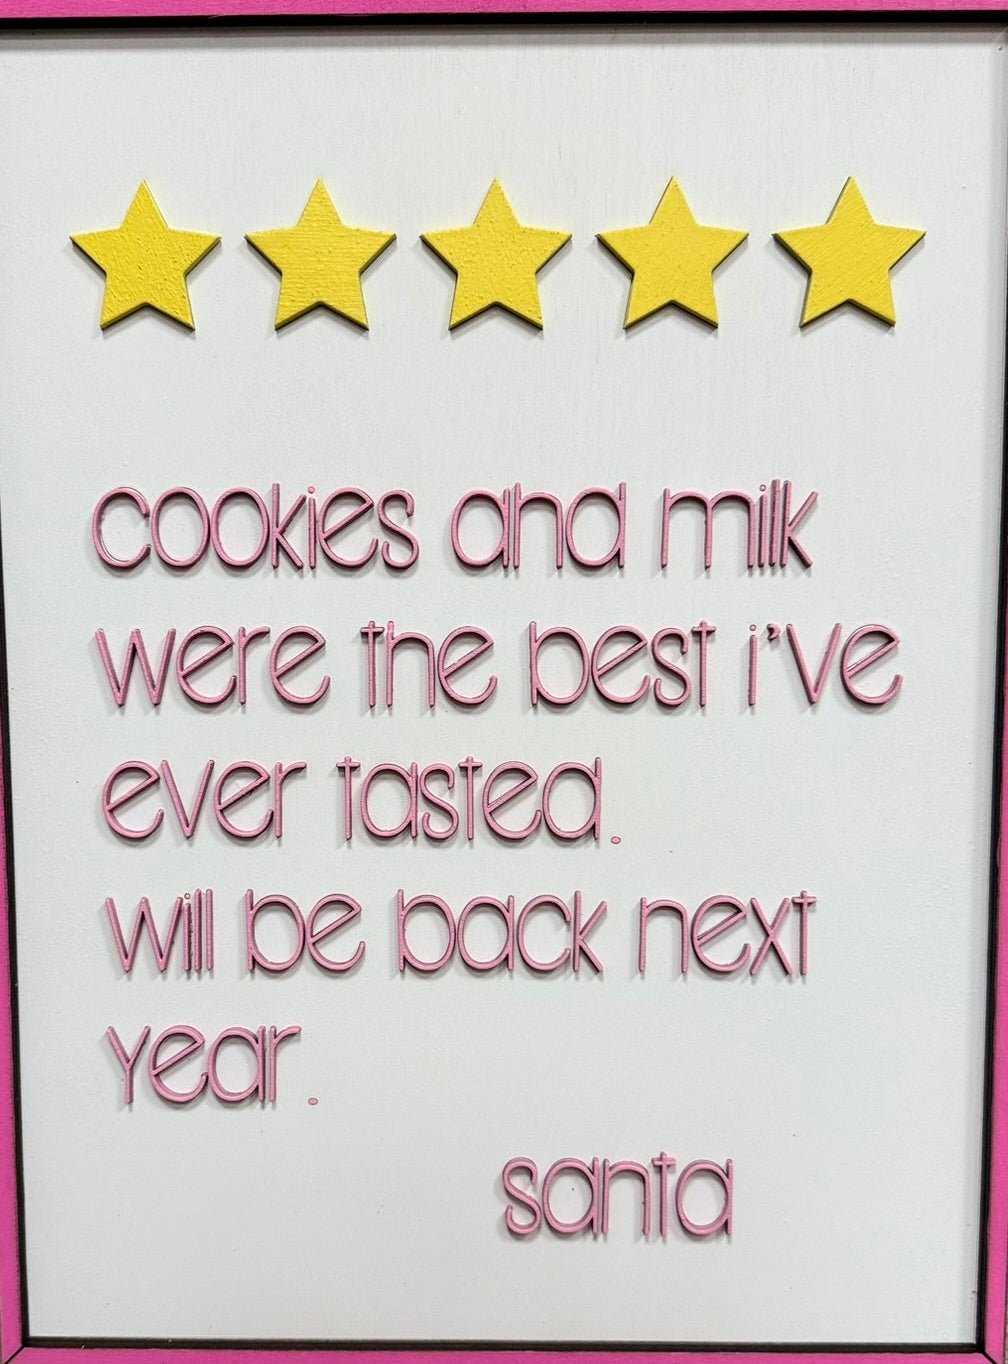 cookies and milk
were the best i've
ever tasted.
will be back next
year.
santa